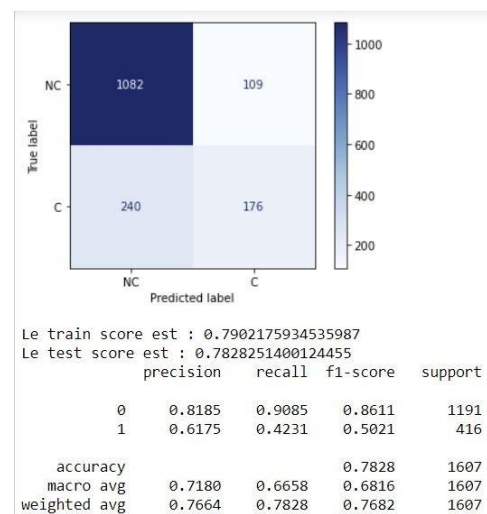 1000
NC 1082 109
800
True label
600
400
C 240 176
200
NC C
Predicted label
Le train score est : 0.7902175934535987
Le test score est : 0.7828251400124455
precision recall f1-score support
0 0.8185 0.9085 0.8611 1191
1 0.6175 0.4231 0.5021 416
accuracy 0.7828 1607
macro avg 0.7180 0.6658 0.6816 1607
weighted avg 0.7664 0.7828 0.7682 1607